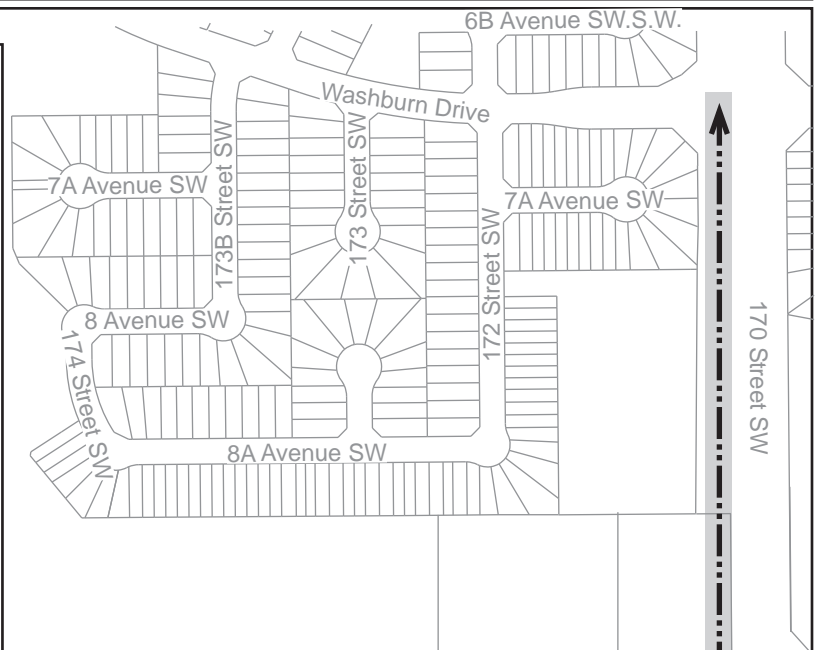 6B Avenue SW.S.W.
Washburn Drive
7A Avenue SW
173B Street SW
173 Street SW
7A Avenue SW
172 Street SW
8 Avenue SW
174 Street SW
170 Street SW
8A Avenue SW